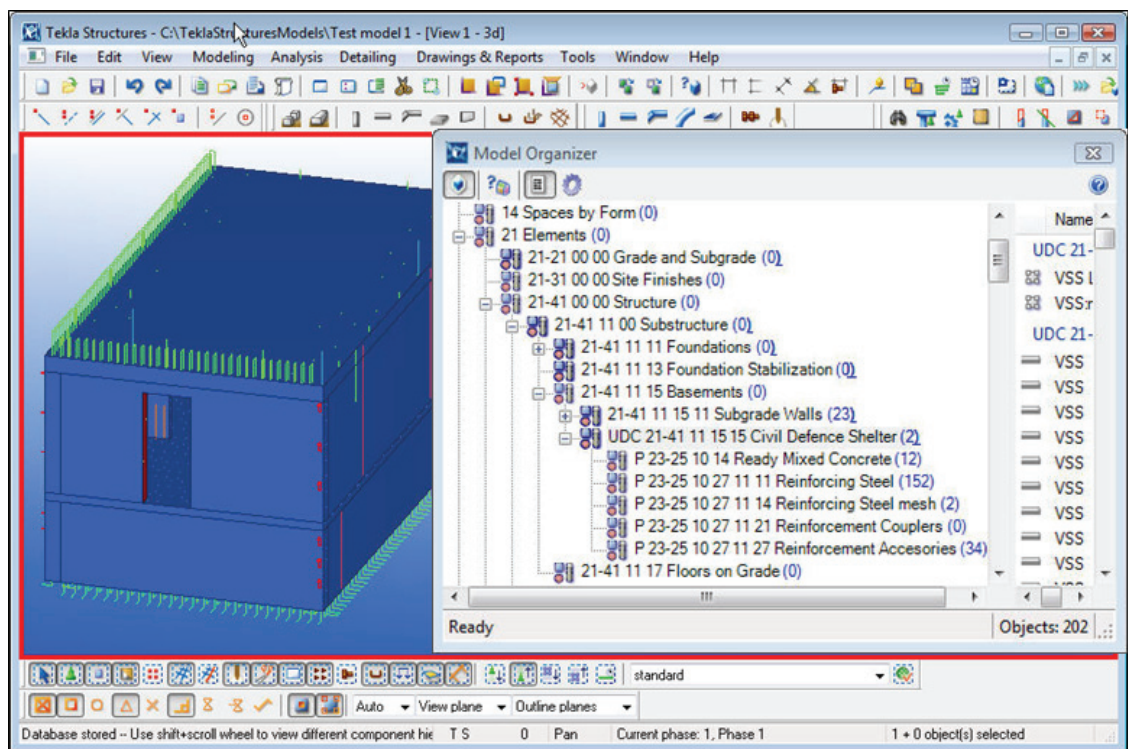 Tekla Structures - C:\TeklaStructuresModels\Test model 1 - [View 1 - 3d]
File Edit View Modeling Analysis Detailing Drawings & Reports Tools Window Help
Model Organizer
14 Spaces by Form (0)
21 Elements (0)
21-21 00 00 Grade and Subgrade (0)
21-31 00 00 Site Finishes (0)
21-41 00 00 Structure (0)
21-41 11 00 Substructure (0)
21-41 11 11 Foundations (0)
21-41 11 13 Foundation Stabilization (0)
21-41 11 15 Basements (0)
21-41 11 15 11 Subgrade Walls (23)
UDC 21-41 11 15 15 Civil Defence Shelter (2)
P 23-25 10 14 Ready Mixed Concrete (12)
P 23-25 10 27 11 11 Reinforcing Steel (152)
P 23-25 10 27 11 14 Reinforcing Steel mesh (2)
P 23-25 10 27 11 21 Reinforcement Couplers (0)
P 23-25 10 27 11 27 Reinforcement Accesories (34)
21-41 11 17 Floors on Grade (0)
Name
UDC 21-
VSS L
VSS:r
UDC 21-
VSS
VSS
VSS
VSS
VSS
VSS
VSS
VSS
VSS
Ready
Objects: 202
standard
Auto View plane Outline planes
Database stored -- Use shift+scroll wheel to view different component hie T S 0 Pan Current phase: 1, Phase 1 1 + 0 object(s) selected